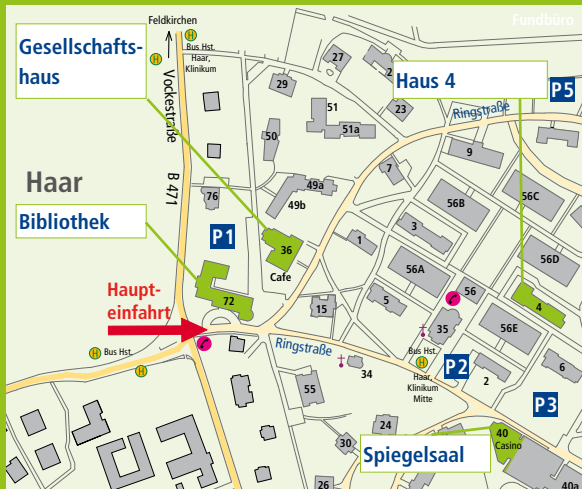 Fundbüro
Feldkirchen
Bus Hst.
Haar,
Klinikum
Gesellschafts-
haus
Vockestraße
B 471
27
2
Haus 4
P5
29
51
51a
23
Ringstraße
50
9
Haar
76
49a
49b
7
56B
56C
Bibliothek
P1
36
Cafe
1
3
56A
56D
Haupt-
einfahrt
72
15
5
56
4
35
56E
Ringstraße
Bus Hst.
34
Bus Hst.
Haar,
Klinikum
Mitte
P2
2
6
55
P3
24
30
Spiegelsaal
40
Casino
26
40a